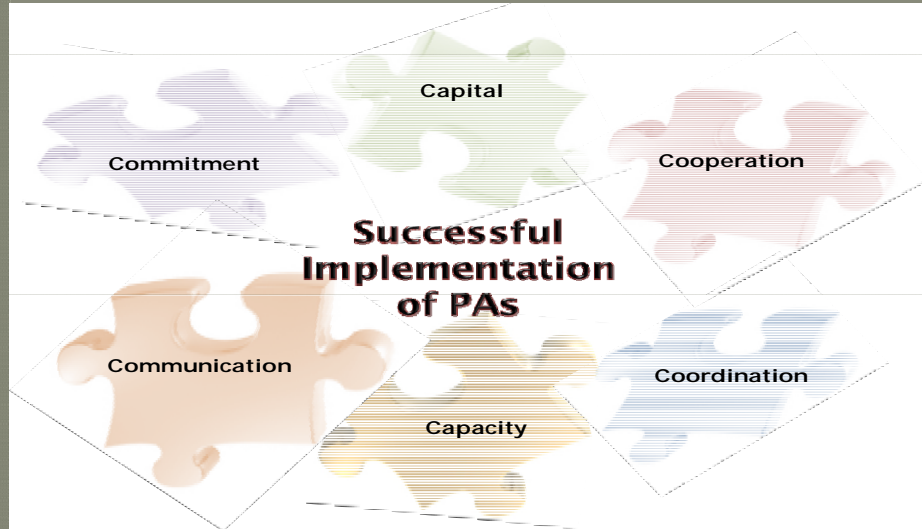 Capital
Commitment
Cooperation
Successful
Implementation
of PAs
Communication
Coordination
Capacity